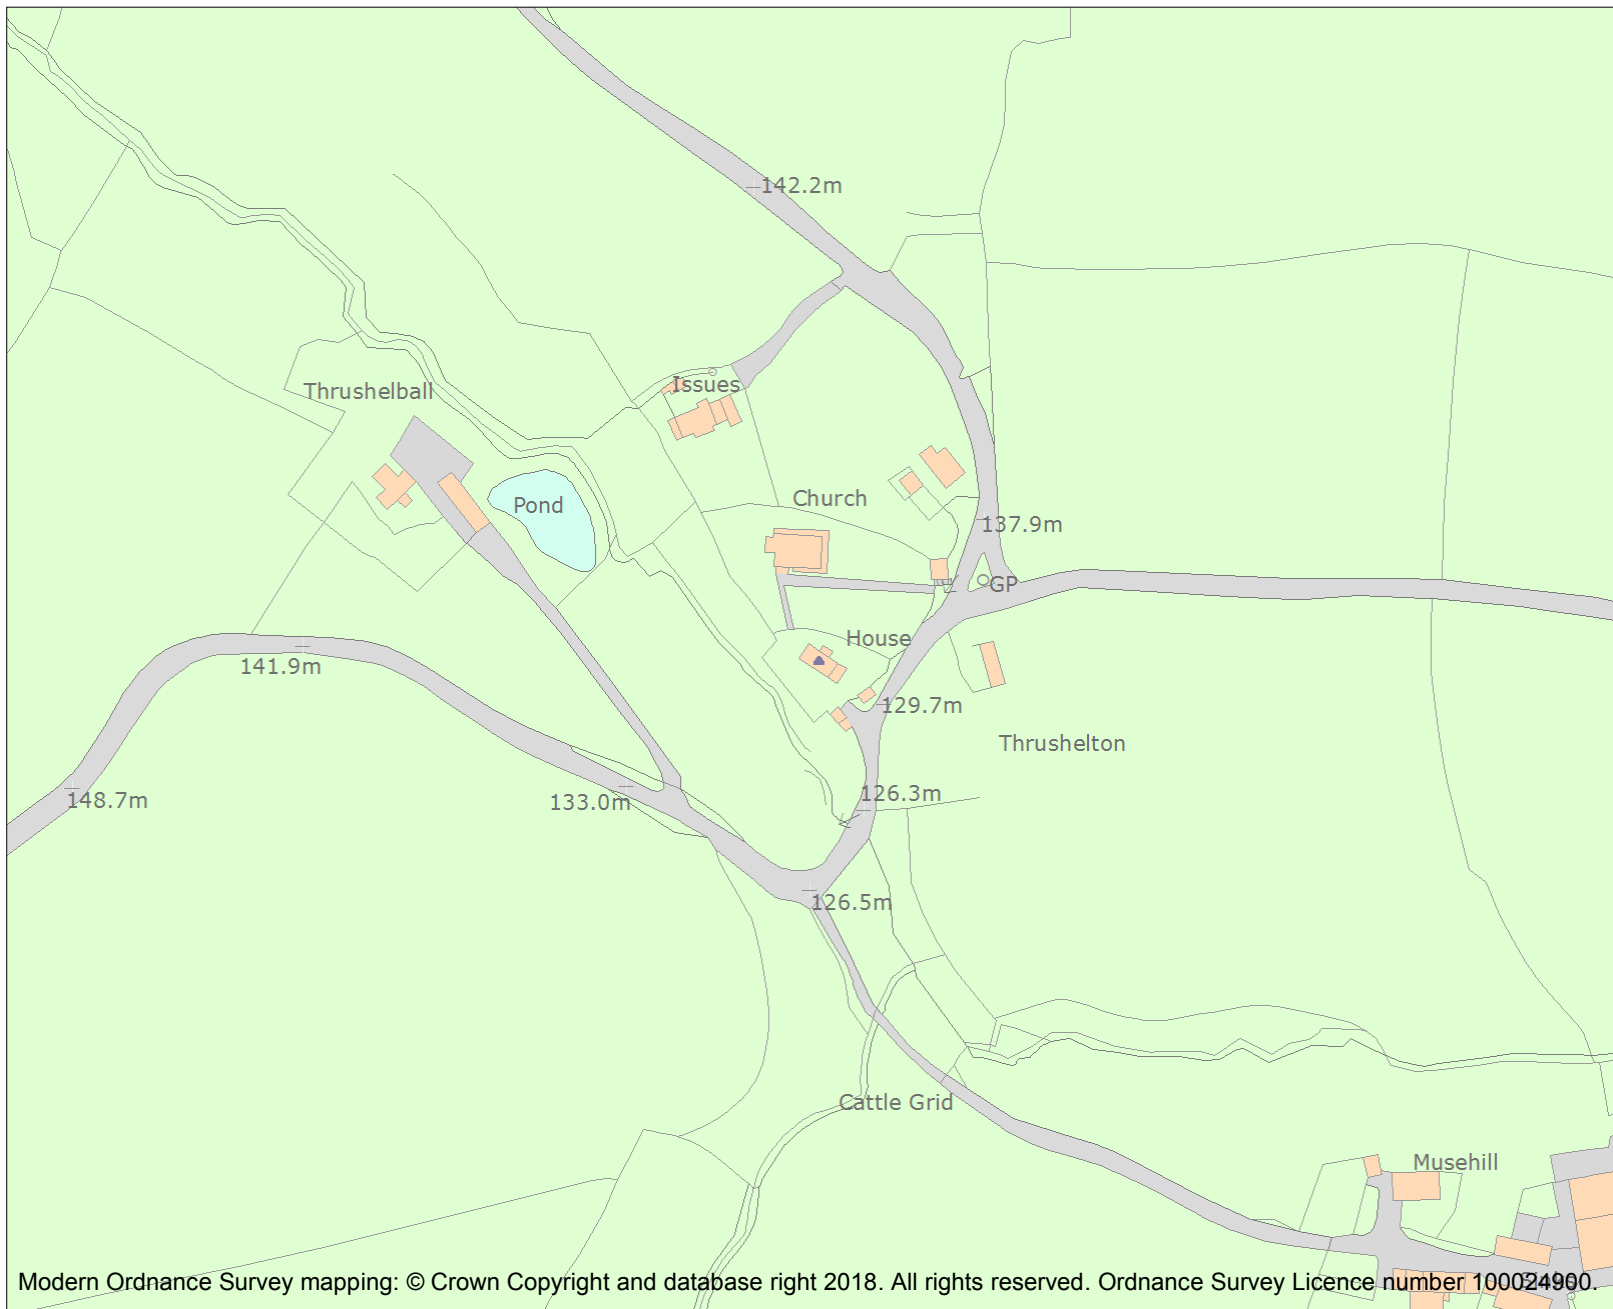 142.2m
Issues
Thrushelball
Church
Pond
137.9m
GP
House
141.9m
129.7m
Thrushelton
126.3m
148.7m
133.0m
126.5m
Cattle Grid
Musehill
Modern Ordnance Survey mapping: © Crown Copyright and database right 2018. All rights reserved. Ordnance Survey Licence number 100024900.